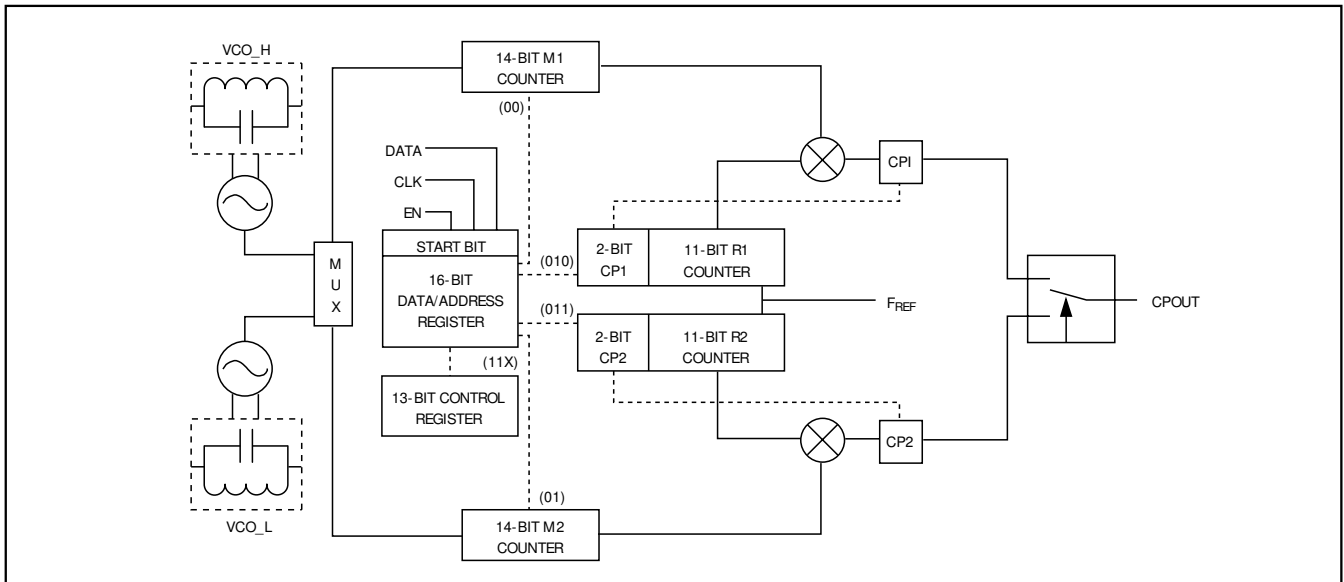 VCO_H
14-BIT M1
COUNTER
(00)
DATA
CLK
EN
CPI
START BIT
16-BIT
DATA/ADDRESS
REGISTER
(010)
2-BIT
CP1
11-BIT R1
COUNTER
M
U
X
FREF
CPOUT
(011)
2-BIT
CP2
11-BIT R2
COUNTER
(11X)
13-BIT CONTROL
REGISTER
CP2
(01)
14-BIT M2
COUNTER
VCO_L